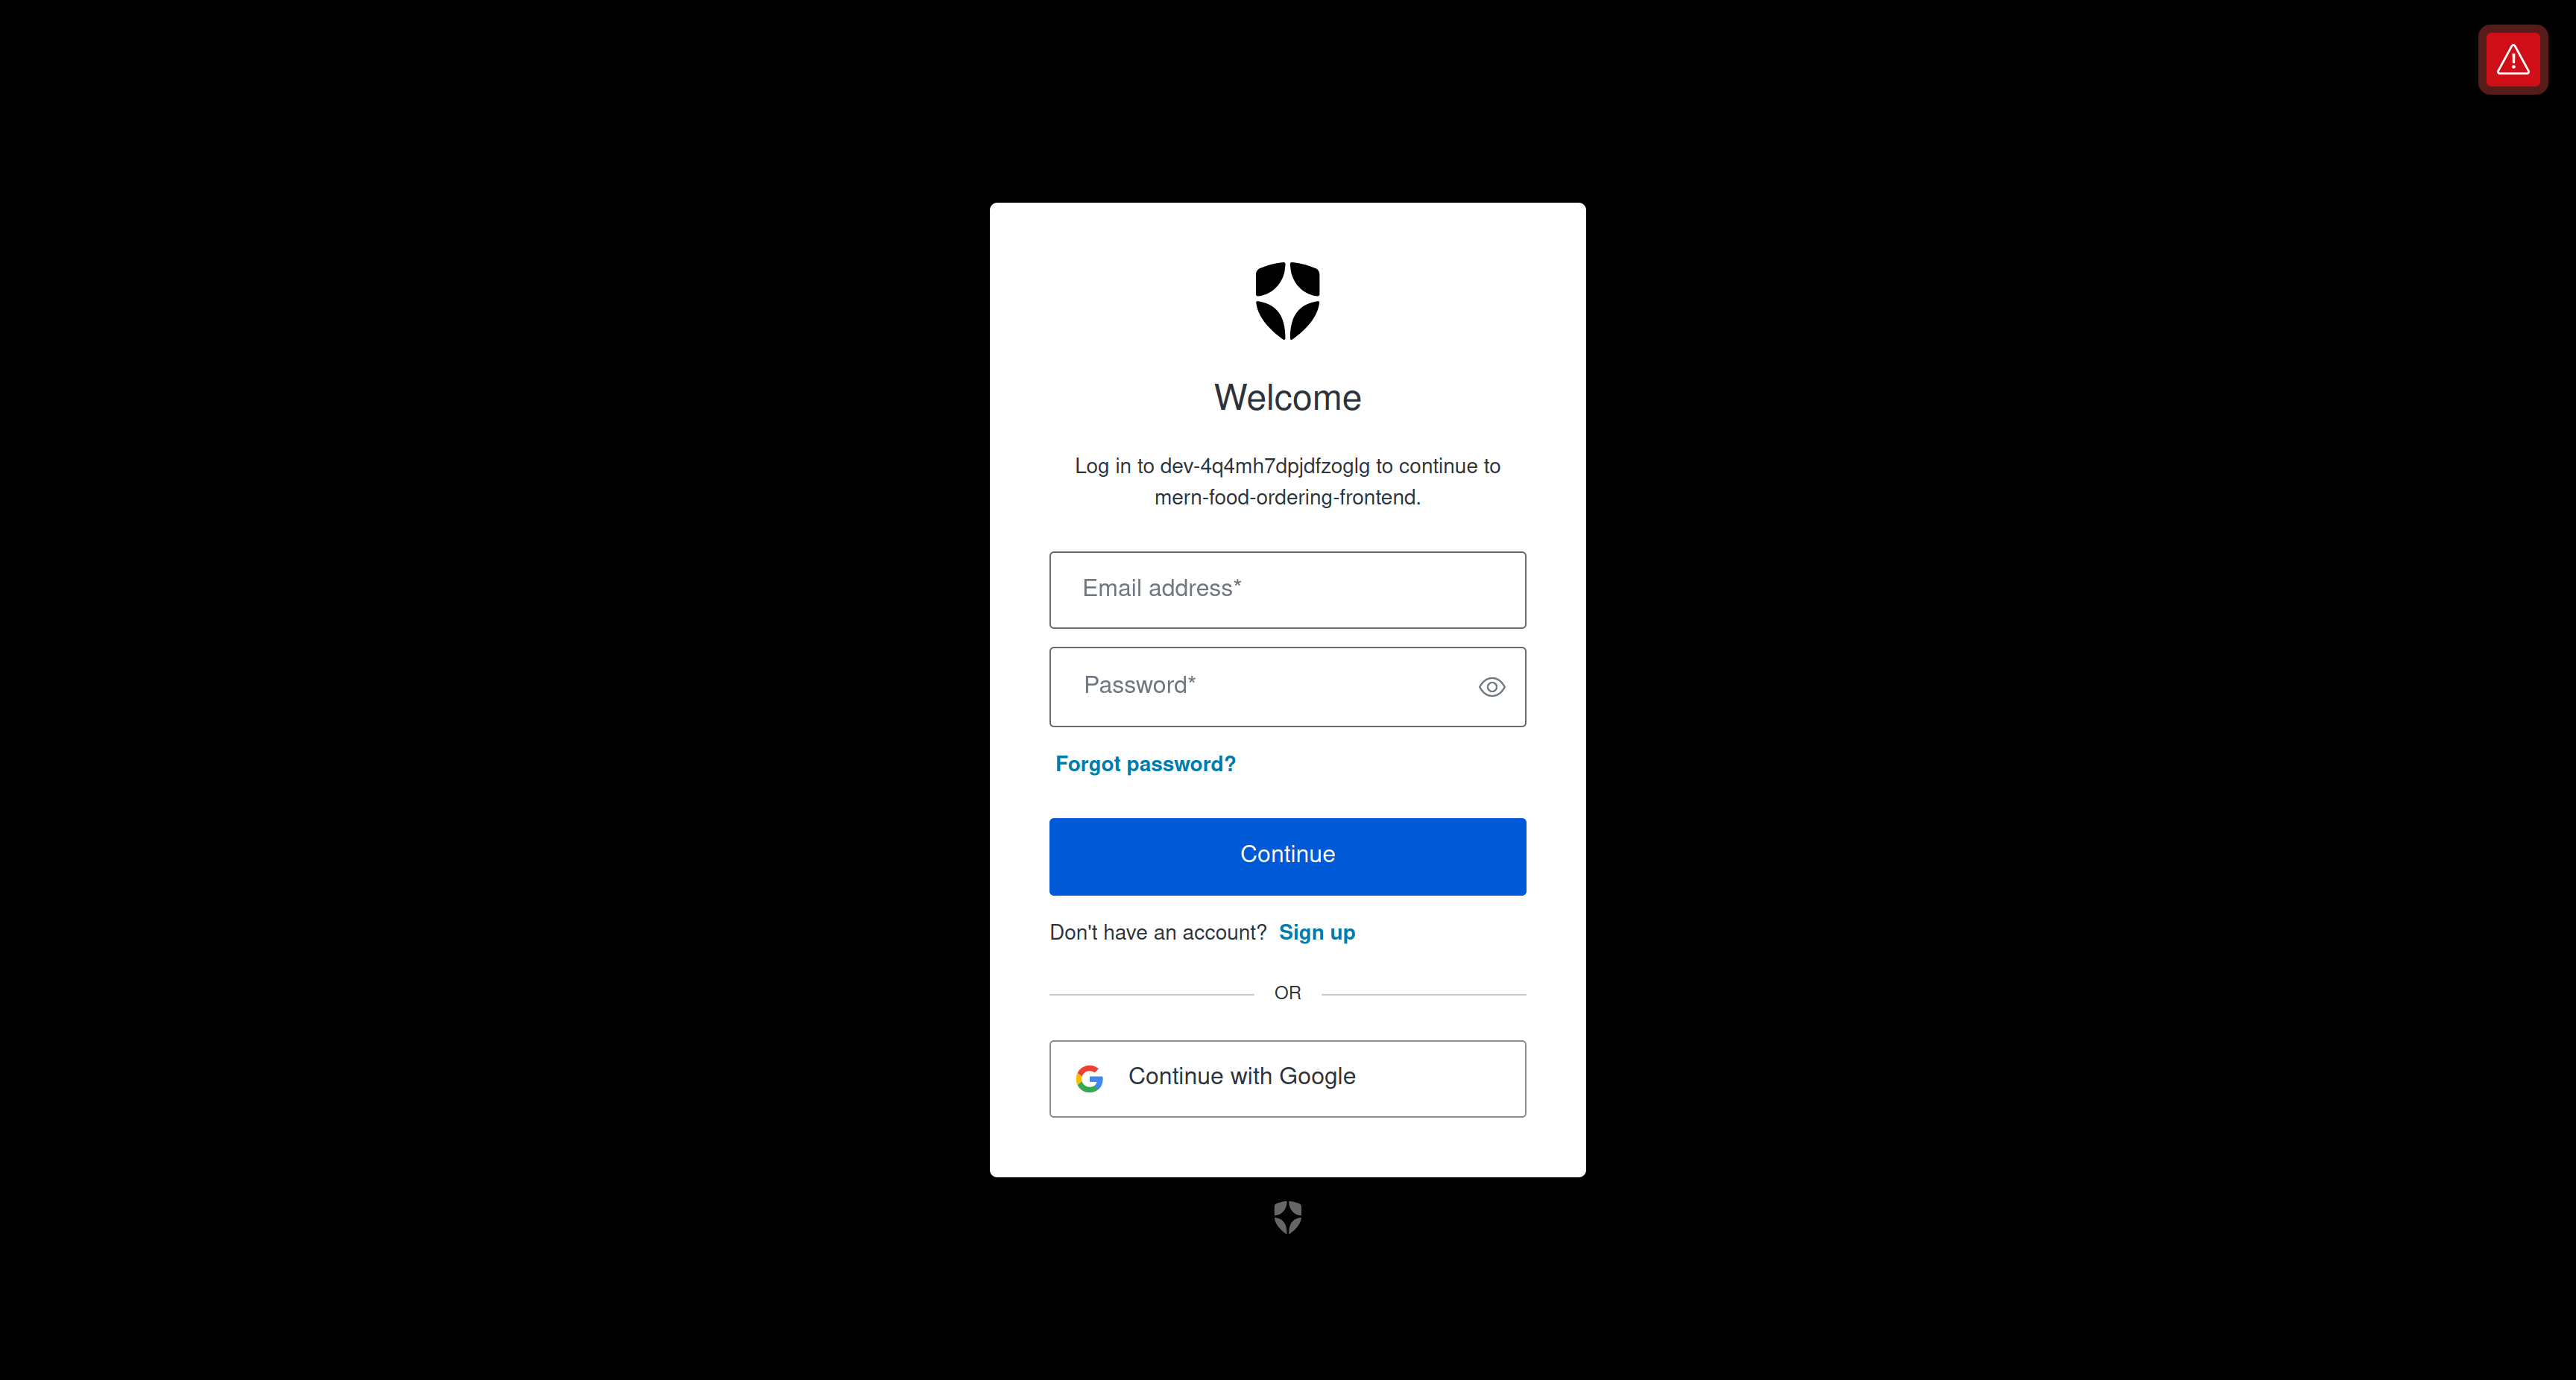 Welcome
Log in to dev-4q4mh7dpjdfzoglg to continue to
mern-food-ordering-frontend.
Email address*
Password*
Forgot password?
Continue
Don't have an account? Sign up
OR
Continue with Google